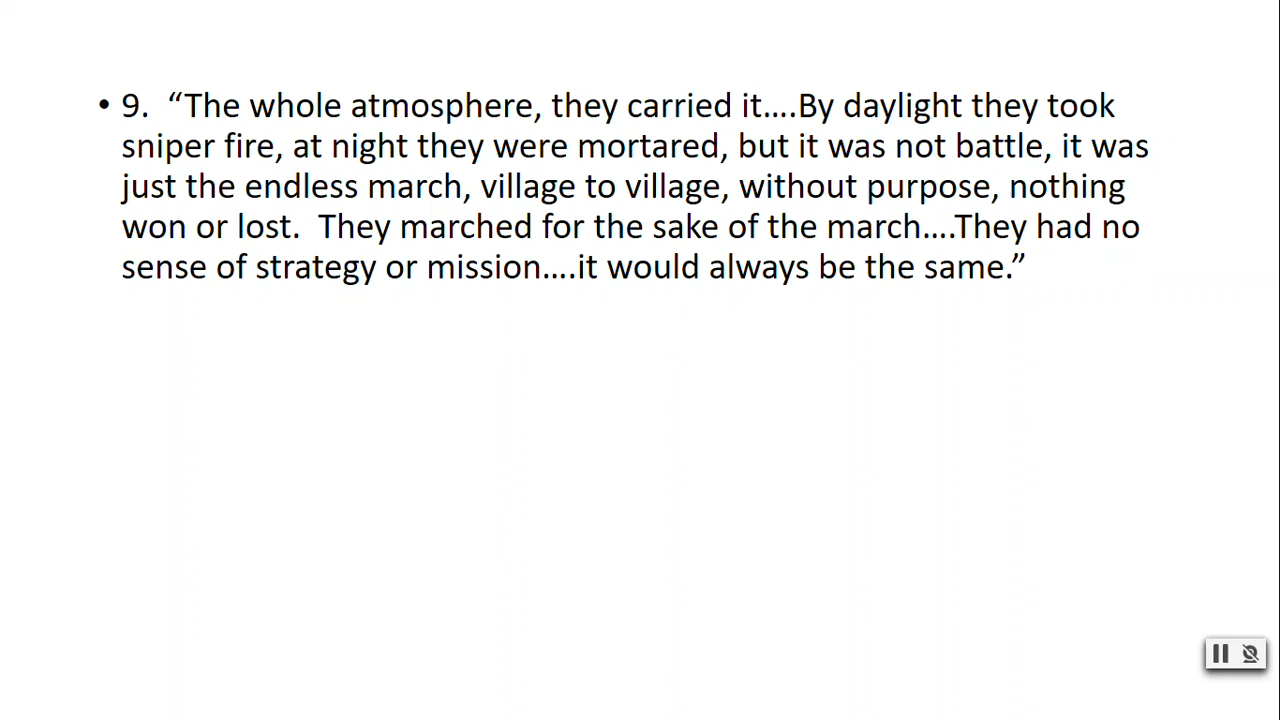 • 9.  “The whole atmosphere, they carried it….By daylight they took
sniper fire, at night they were mortared, but it was not battle, it was
just the endless march, village to village, without purpose, nothing
won or lost.  They marched for the sake of the march….They had no
sense of strategy or mission….it would always be the same.”